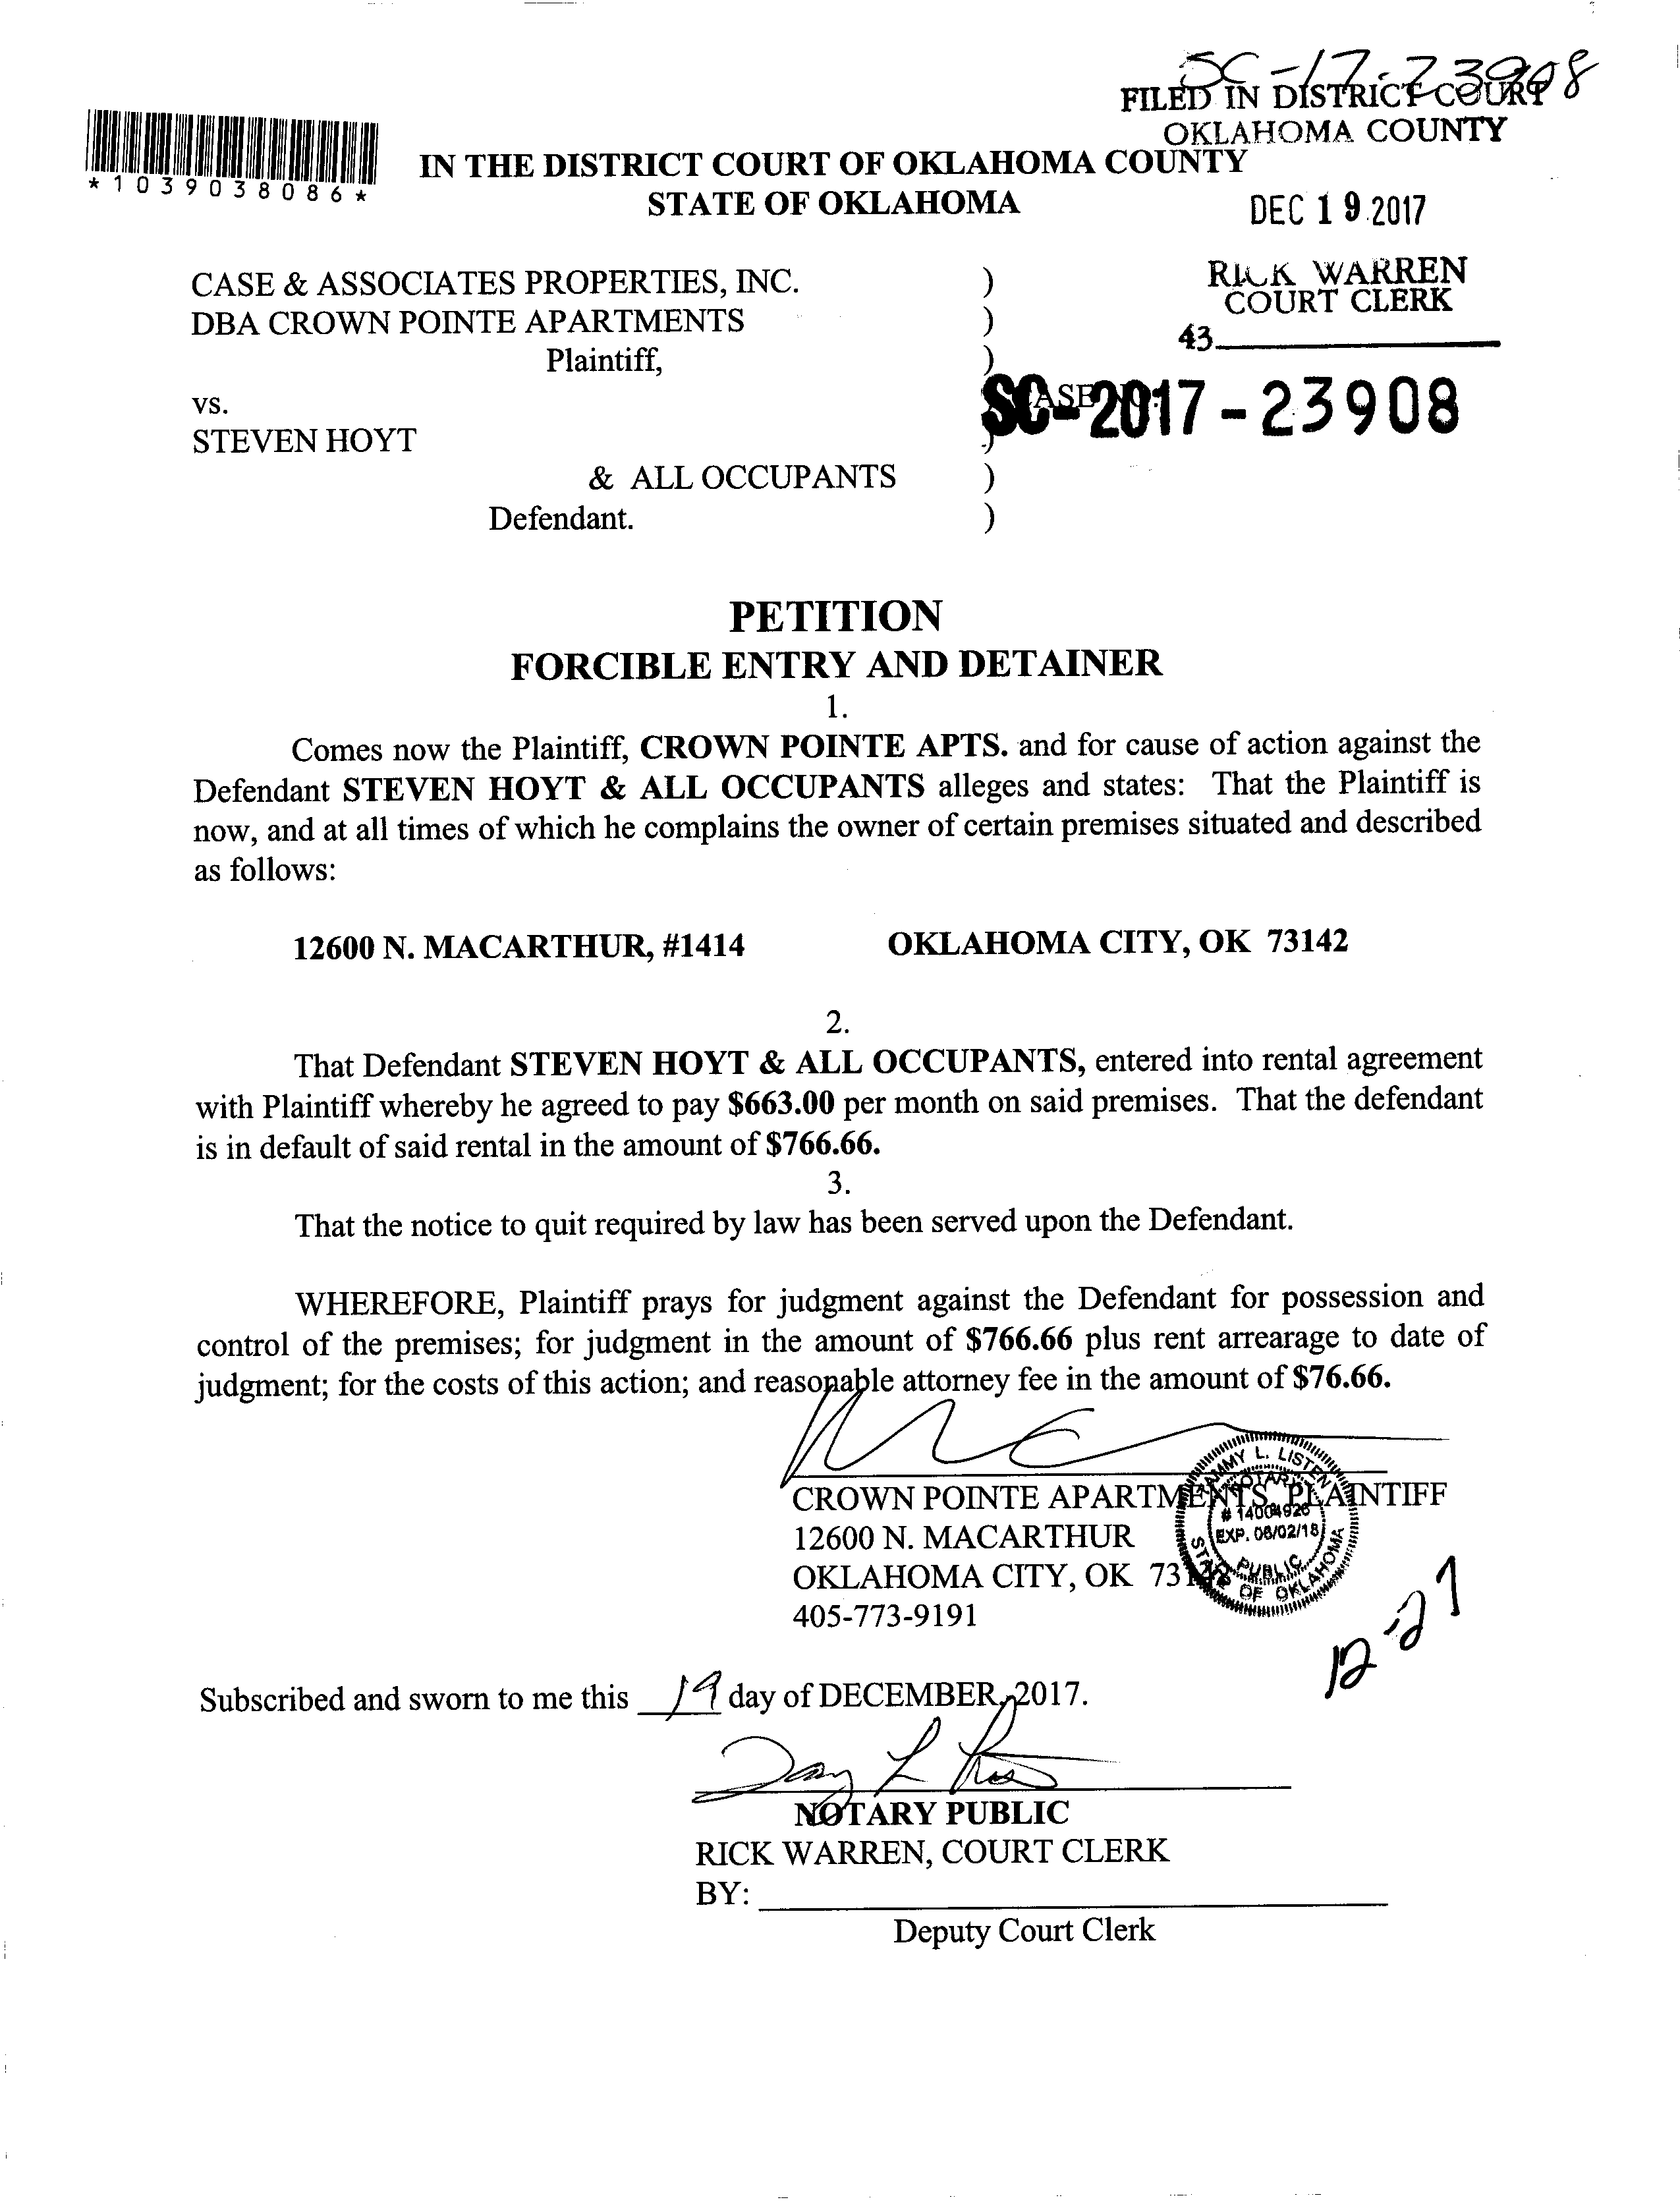 SC-17-23908
FILED IN DISTRICT COURT
OKLAHOMA COUNTY
*1039038086*
IN THE DISTRICT COURT OF OKLAHOMA COUNTY
STATE OF OKLAHOMA
DEC 19 2017
CASE & ASSOCIATES PROPERTIES, INC. )
DBA CROWN POINTE APARTMENTS )
Plaintiff, )
RICK WARREN
COURT CLERK
43
vs.
SC-2017-23908
STEVEN HOYT )
& ALL OCCUPANTS )
Defendant. )
PETITION
FORCIBLE ENTRY AND DETAINER
1.
Comes now the Plaintiff, CROWN POINTE APTS. and for cause of action against the
Defendant STEVEN HOYT & ALL OCCUPANTS alleges and states: That the Plaintiff is
now, and at all times of which he complains the owner of certain premises situated and described
as follows:
12600 N. MACARTHUR, #1414 OKLAHOMA CITY, OK 73142
2.
That Defendant STEVEN HOYT & ALL OCCUPANTS, entered into rental agreement
with Plaintiff whereby he agreed to pay $663.00 per month on said premises. That the defendant
is in default of said rental in the amount of $766.66.
3.
That the notice to quit required by law has been served upon the Defendant.
WHEREFORE, Plaintiff prays for judgment against the Defendant for possession and
control of the premises; for judgment in the amount of $766.66 plus rent arrearage to date of
judgment; for the costs of this action; and reasonable attorney fee in the amount of $76.66.
CROWN POINTE APARTMENTS PLAINTIFF
12600 N. MACARTHUR
OKLAHOMA CITY, OK 73142
405-773-9191
L. LISTEN
NOTARY
# 14004926
EXP. 06/02/18
PUBLIC
STATE OF OKLAHOMA
12-27
Subscribed and sworn to me this 19 day of DECEMBER, 2017.
NOTARY PUBLIC
RICK WARREN, COURT CLERK
BY:
Deputy Court Clerk